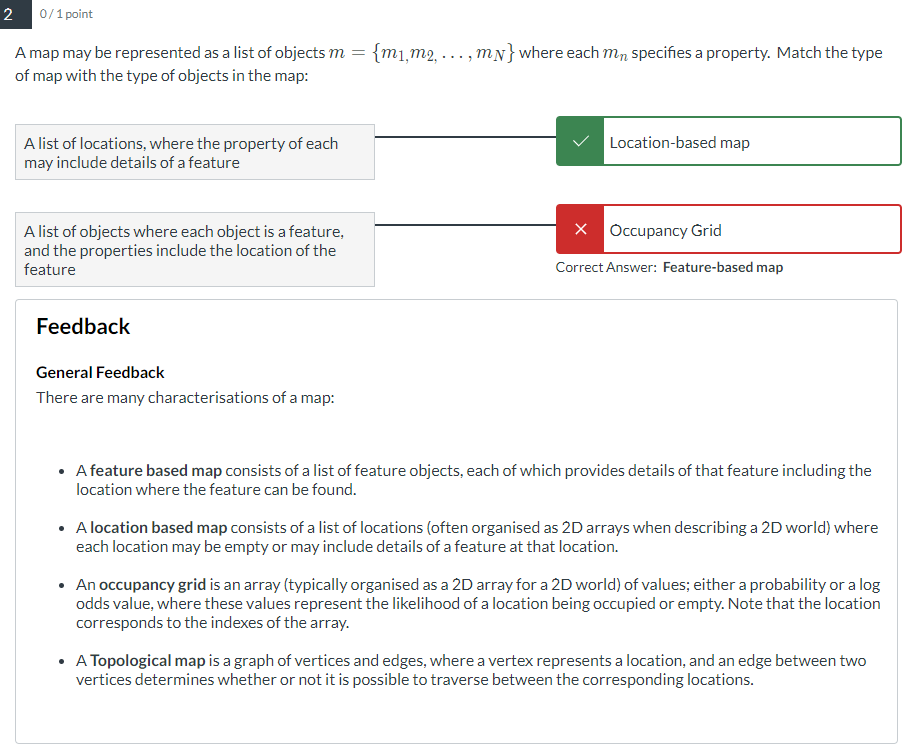 2 0 / 1 point
A map may be represented as a list of objects m = {m1,m2, . . . , mN} where each mn specifies a property. Match the type
of map with the type of objects in the map:
A list of locations, where the property of each
may include details of a feature
Location-based map
A list of objects where each object is a feature,
and the properties include the location of the
feature
Occupancy Grid
Correct Answer: Feature-based map
Feedback
General Feedback
There are many characterisations of a map:
• A feature based map consists of a list of feature objects, each of which provides details of that feature including the
location where the feature can be found.
• A location based map consists of a list of locations (often organised as 2D arrays when describing a 2D world) where
each location may be empty or may include details of a feature at that location.
• An occupancy grid is an array (typically organised as a 2D array for a 2D world) of values; either a probability or a log
odds value, where these values represent the likelihood of a location being occupied or empty. Note that the location
corresponds to the indexes of the array.
• A Topological map is a graph of vertices and edges, where a vertex represents a location, and an edge between two
vertices determines whether or not it is possible to traverse between the corresponding locations.